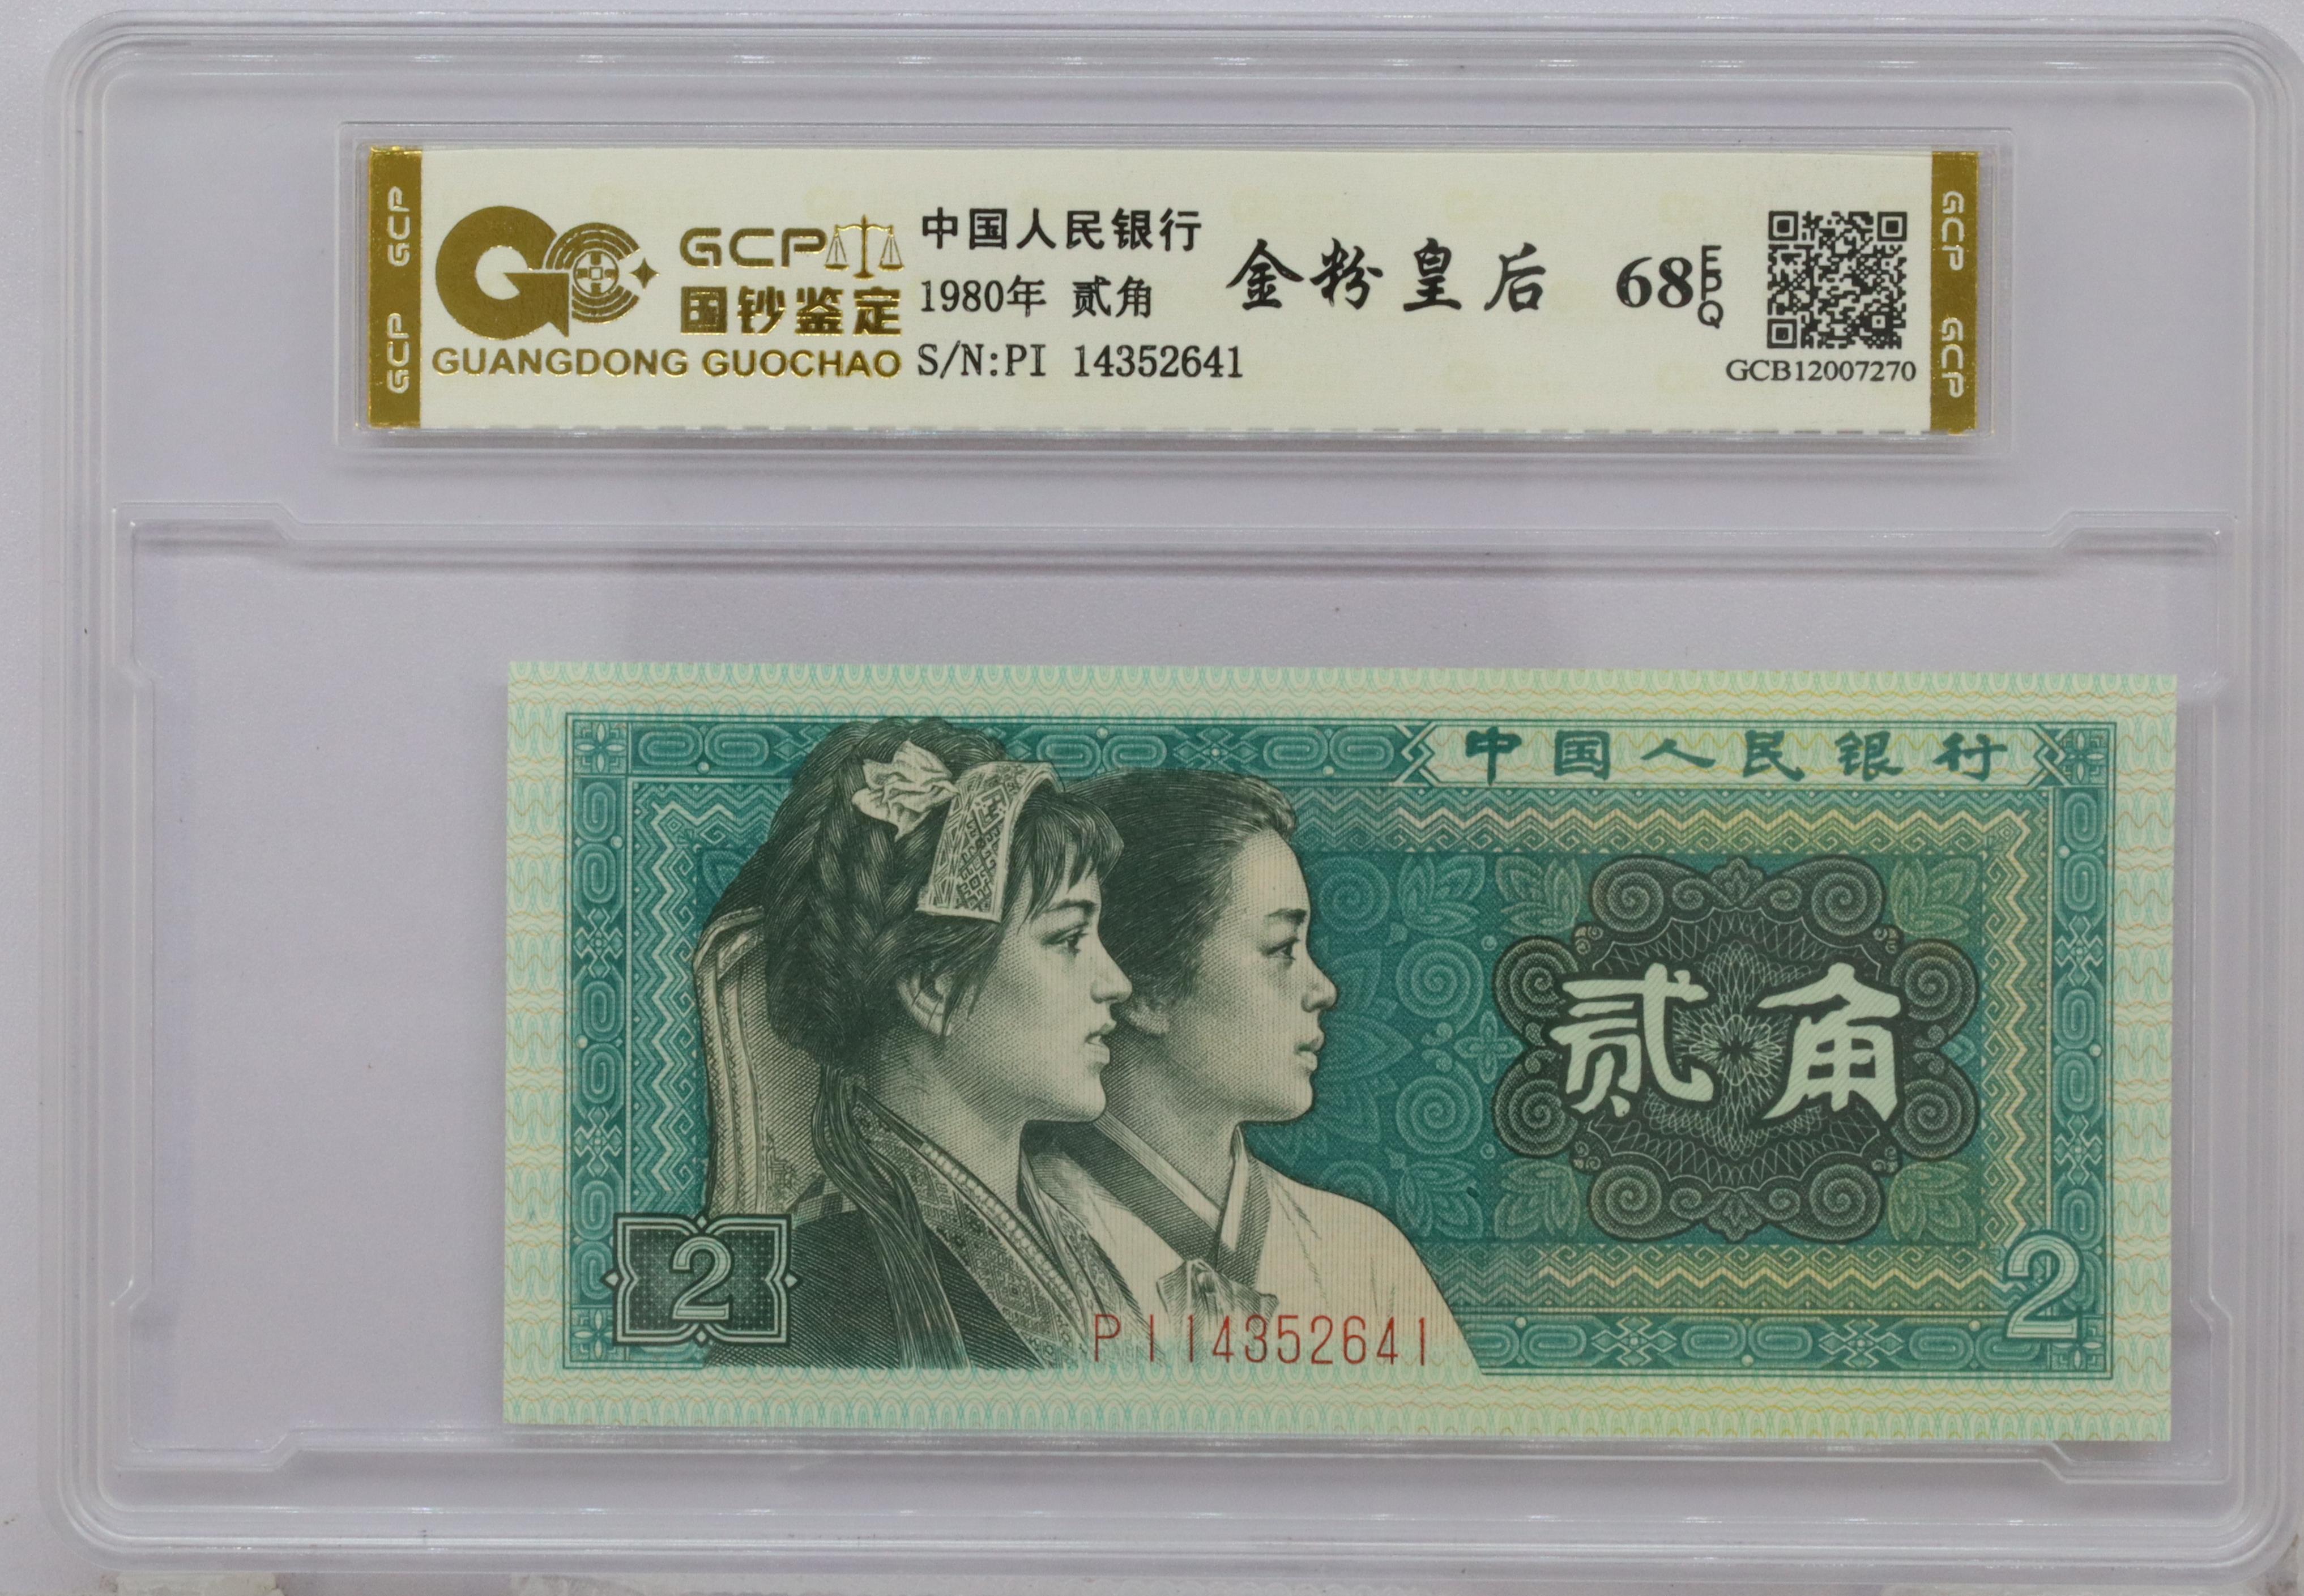 GCP
GCP
GCP
国钞鉴定
GUANGDONG GUOCHAO
中国人民银行
1980年 贰角
S/N:PI 14352641
金粉皇后
68 EPQ
GCB12007270
GCP
GCP
中国人民银行
贰角
2
2
PI14352641